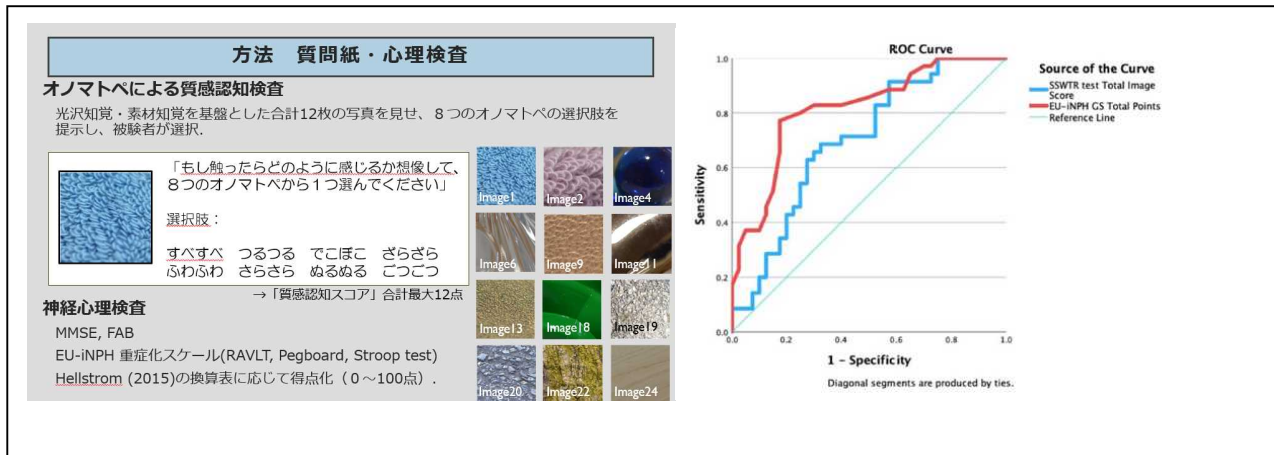 方法　質問紙・心理検査
オノマトペによる質感認知検査
光沢知覚・素材知覚を基盤とした合計12枚の写真を見せ、８つのオノマトペの選択肢を
提示し、被験者が選択.
「もし触ったらどのように感じるか想像して、
８つのオノマトペから１つ選んでください」
選択肢：
すべすべ　つるつる　でこぼこ　ざらざら
ふわふわ　さらさら　ぬるぬる　ごつごつ
→「質感認知スコア」合計最大12点
神経心理検査
MMSE, FAB
EU-iNPH 重症化スケール(RAVLT, Pegboard, Stroop test)
Hellstrom (2015)の換算表に応じて得点化（０～100点）.
Image1
Image2
Image4
Image6
Image9
Image11
Image13
Image18
Image19
Image20
Image22
Image24
ROC Curve
Sensitivity
1.0
0.8
0.6
0.4
0.2
0.0
0.0 0.2 0.4 0.6 0.8 1.0
1 - Specificity
Diagonal segments are produced by ties.
Source of the Curve
SSWTR test Total Image
Score
EU-iNPH GS Total Points
Reference Line